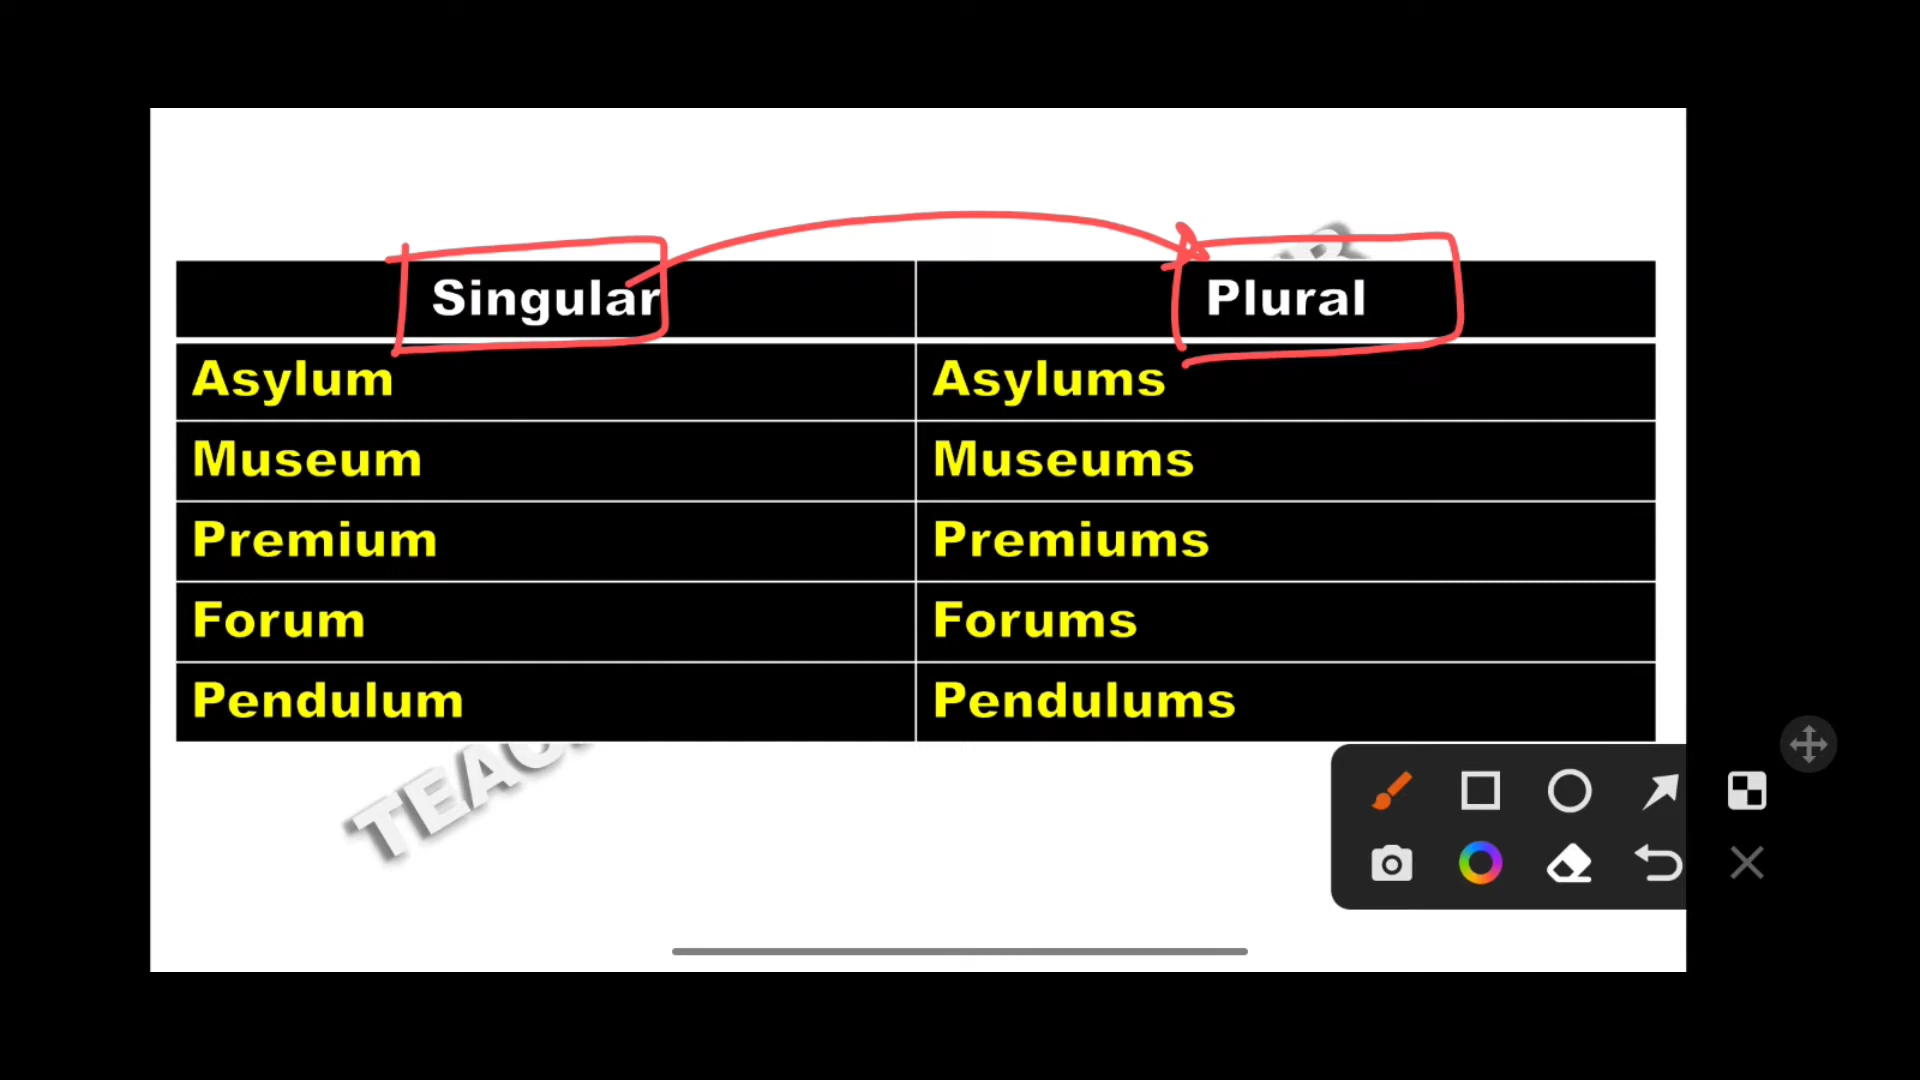 Singular Plural
Asylum Asylums
Museum Museums
Premium Premiums
Forum Forums
Pendulum Pendulums